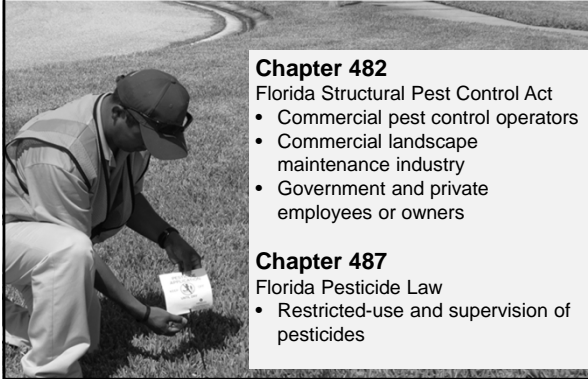 Chapter 482
Florida Structural Pest Control Act
• Commercial pest control operators
• Commercial landscape
maintenance industry
• Government and private
employees or owners
Chapter 487
Florida Pesticide Law
• Restricted-use and supervision of
pesticides